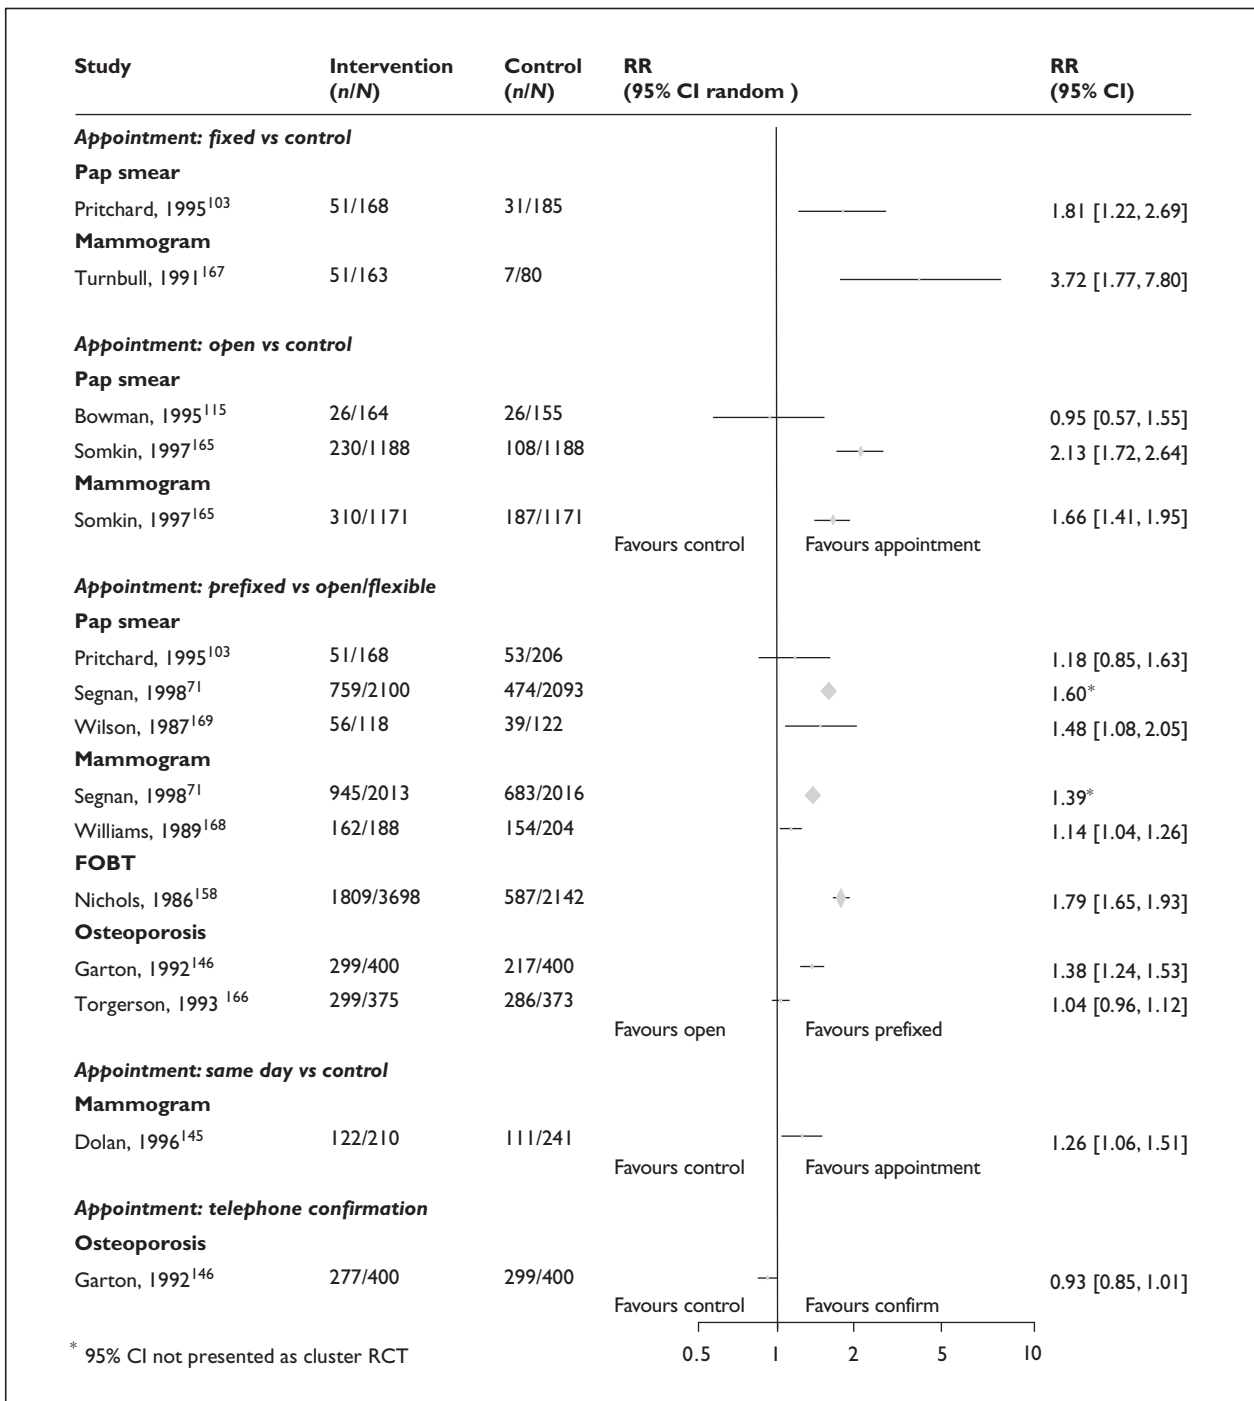 Study Intervention Control RR RR
(n/N) (n/N) (95% CI random ) (95% CI)
Appointment: fixed vs control
Pap smear
Pritchard, 1995103 51/168 31/185 1.81 [1.22, 2.69]
Mammogram
Turnbull, 1991167 51/163 7/80 3.72 [1.77, 7.80]
Appointment: open vs control
Pap smear
Bowman, 1995115 26/164 26/155 0.95 [0.57, 1.55]
Somkin, 1997165 230/1188 108/1188 2.13 [1.72, 2.64]
Mammogram
Somkin, 1997165 310/1171 187/1171 1.66 [1.41, 1.95]
Favours control Favours appointment
Appointment: prefixed vs open/flexible
Pap smear
Pritchard, 1995103 51/168 53/206 1.18 [0.85, 1.63]
Segnan, 199871 759/2100 474/2093 1.60*
Wilson, 1987169 56/118 39/122 1.48 [1.08, 2.05]
Mammogram
Segnan, 199871 945/2013 683/2016 1.39*
Williams, 1989168 162/188 154/204 1.14 [1.04, 1.26]
FOBT
Nichols, 1986158 1809/3698 587/2142 1.79 [1.65, 1.93]
Osteoporosis
Garton, 1992146 299/400 217/400 1.38 [1.24, 1.53]
Torgerson, 1993 166 299/375 286/373 1.04 [0.96, 1.12]
Favours open Favours prefixed
Appointment: same day vs control
Mammogram
Dolan, 1996145 122/210 111/241 1.26 [1.06, 1.51]
Favours control Favours appointment
Appointment: telephone confirmation
Osteoporosis
Garton, 1992146 277/400 299/400 0.93 [0.85, 1.01]
Favours control Favours confirm
* 95% CI not presented as cluster RCT 0.5 1 2 5 10